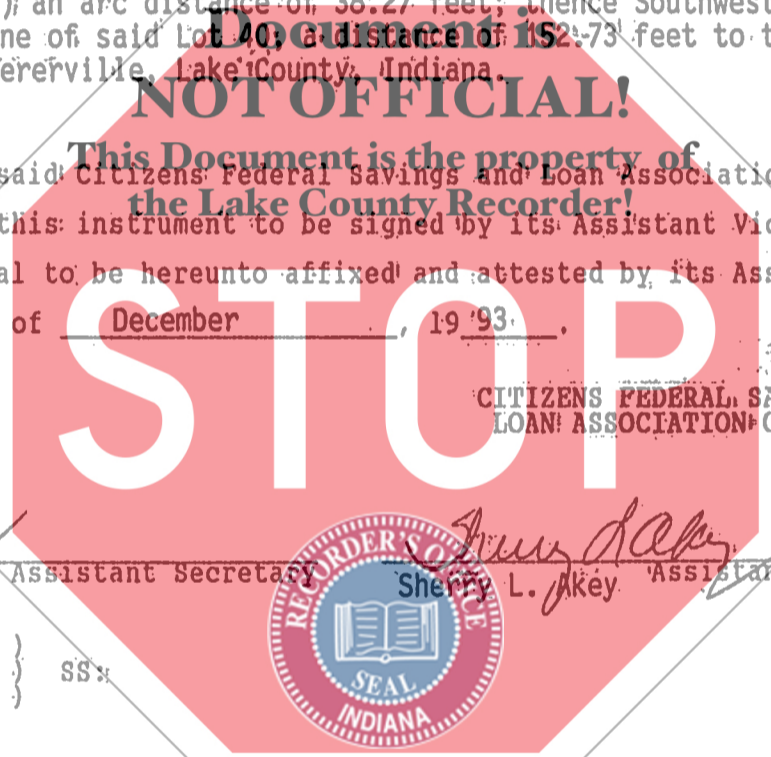 ); an arc distance of 38.27 feet; thence Southwest
Document is
ne of said Lot 40; a distance of 152.73 feet to t
ererville, Lake County, Indiana.
NOT OFFICIAL!
This Document is the property of
said Citizens Federal Savings and Loan Associatio
the Lake County Recorder!
this instrument to be signed by its Assistant Vic
al to be hereunto affixed and attested by its Ass
of December, 19 93.
STOP
CITIZENS FEDERAL SA
LOAN ASSOCIATION O
Assistant Secretary
Sherry L. Akey Assistan
RECORDER'S OFFICE
SEAL
INDIANA
SS: